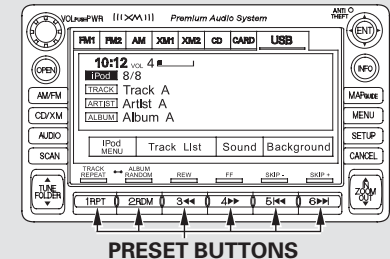 VOL PUSH PWR ((XM)) Premium Audio System ANTI THEFT
FM1 FM2 AM XM1 XM2 CD CARD USB
ENT
OPEN
10:12 VOL 4
iPod 8/8
TRACK Track A
ARTIST Artist A
ALBUM Album A
iPod MENU Track List Sound Background
INFO
AM/FM
MAP GUIDE
CD/XM
MENU
AUDIO
SETUP
SCAN
CANCEL
TRACK REPEAT ALBUM RANDOM REW FF SKIP - SKIP +
TUNE FOLDER
1RPT 2RDM 3◀◀ 4▶▶ 5|◀◀ 6▶▶|
ZOOM OUT
PRESET BUTTONS